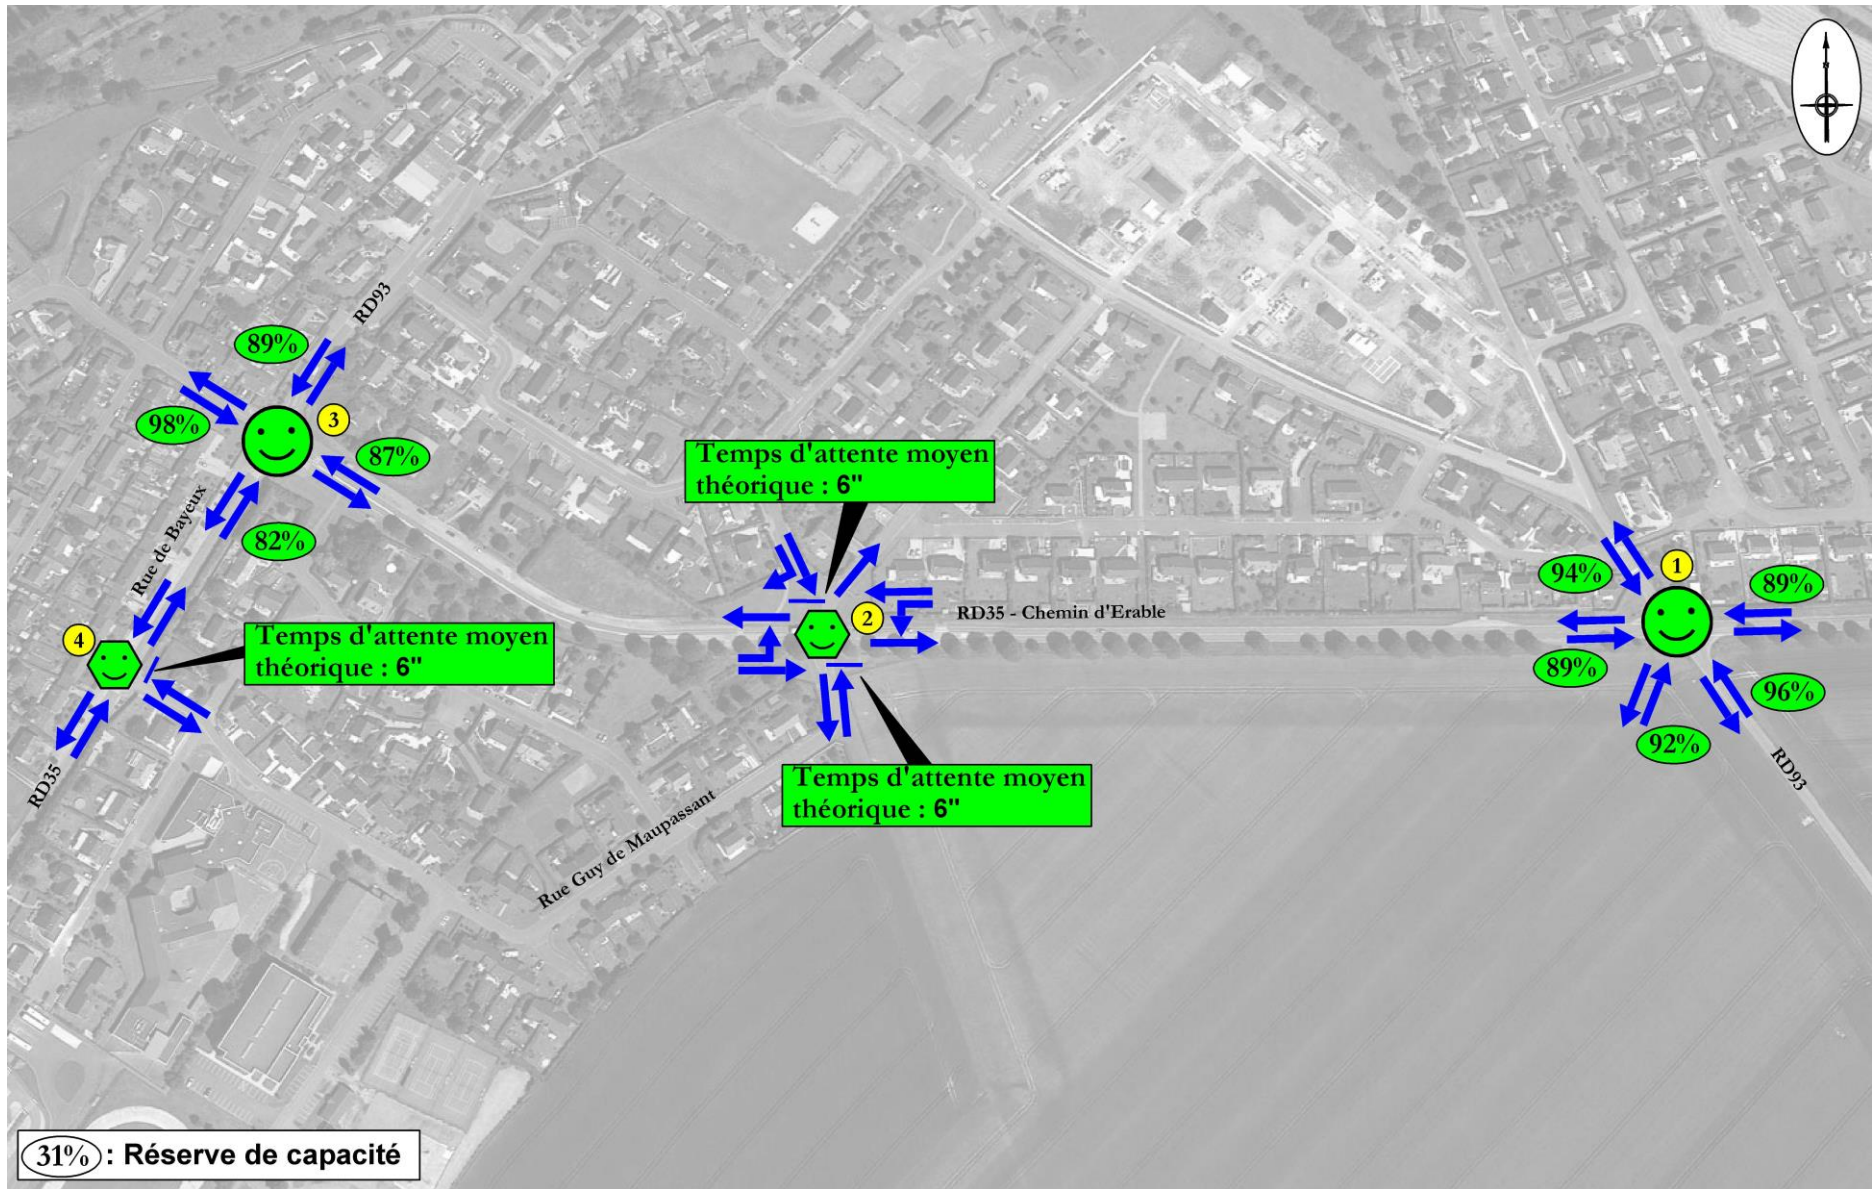 RD93
89%
3
98%
87%
Rue de Bayeux
82%
Temps d'attente moyen
théorique : 6"
2
RD35 - Chemin d'Erable
1
94%
89%
89%
96%
92%
RD93
4
Temps d'attente moyen
théorique : 6"
RD35
Temps d'attente moyen
théorique : 6"
Rue Guy de Maupassant
31% : Réserve de capacité